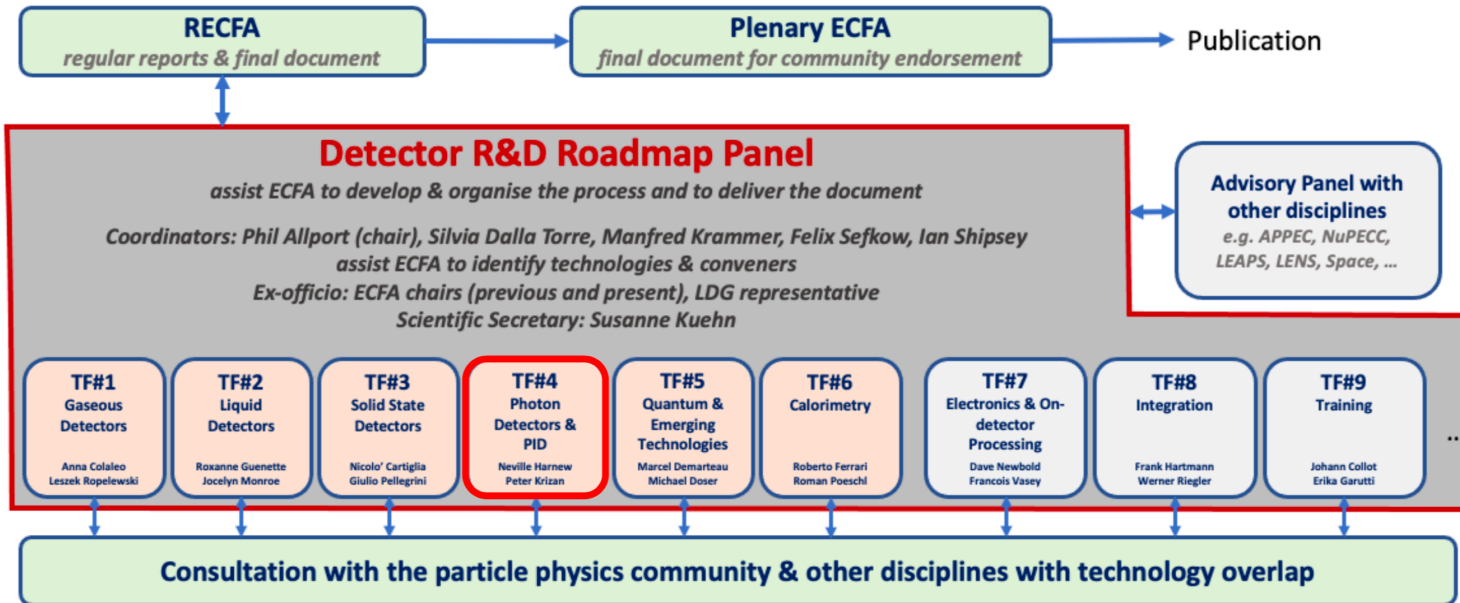 RECFA
regular reports & final document
Plenary ECFA
final document for community endorsement
Publication
Detector R&D Roadmap Panel
assist ECFA to develop & organise the process and to deliver the document
Coordinators: Phil Allport (chair), Silvia Dalla Torre, Manfred Krammer, Felix Sefkow, Ian Shipsey
assist ECFA to identify technologies & conveners
Ex-officio: ECFA chairs (previous and present), LDG representative
Scientific Secretary: Susanne Kuehn
Advisory Panel with
other disciplines
e.g. APPEC, NuPECC,
LEAPS, LENS, Space, ...
TF#1
Gaseous
Detectors
Anna Colaleo
Leszek Ropelewski
TF#2
Liquid
Detectors
Roxanne Guenette
Jocelyn Monroe
TF#3
Solid State
Detectors
Nicolo' Cartiglia
Giulio Pellegrini
TF#4
Photon
Detectors &
PID
Neville Harnew
Peter Krizan
TF#5
Quantum &
Emerging
Technologies
Marcel Demarteau
Michael Doser
TF#6
Calorimetry
Roberto Ferrari
Roman Poeschl
TF#7
Electronics & On-
detector
Processing
Dave Newbold
Francois Vasey
TF#8
Integration
Frank Hartmann
Werner Riegler
TF#9
Training
Johann Collot
Erika Garutti
...
Consultation with the particle physics community & other disciplines with technology overlap